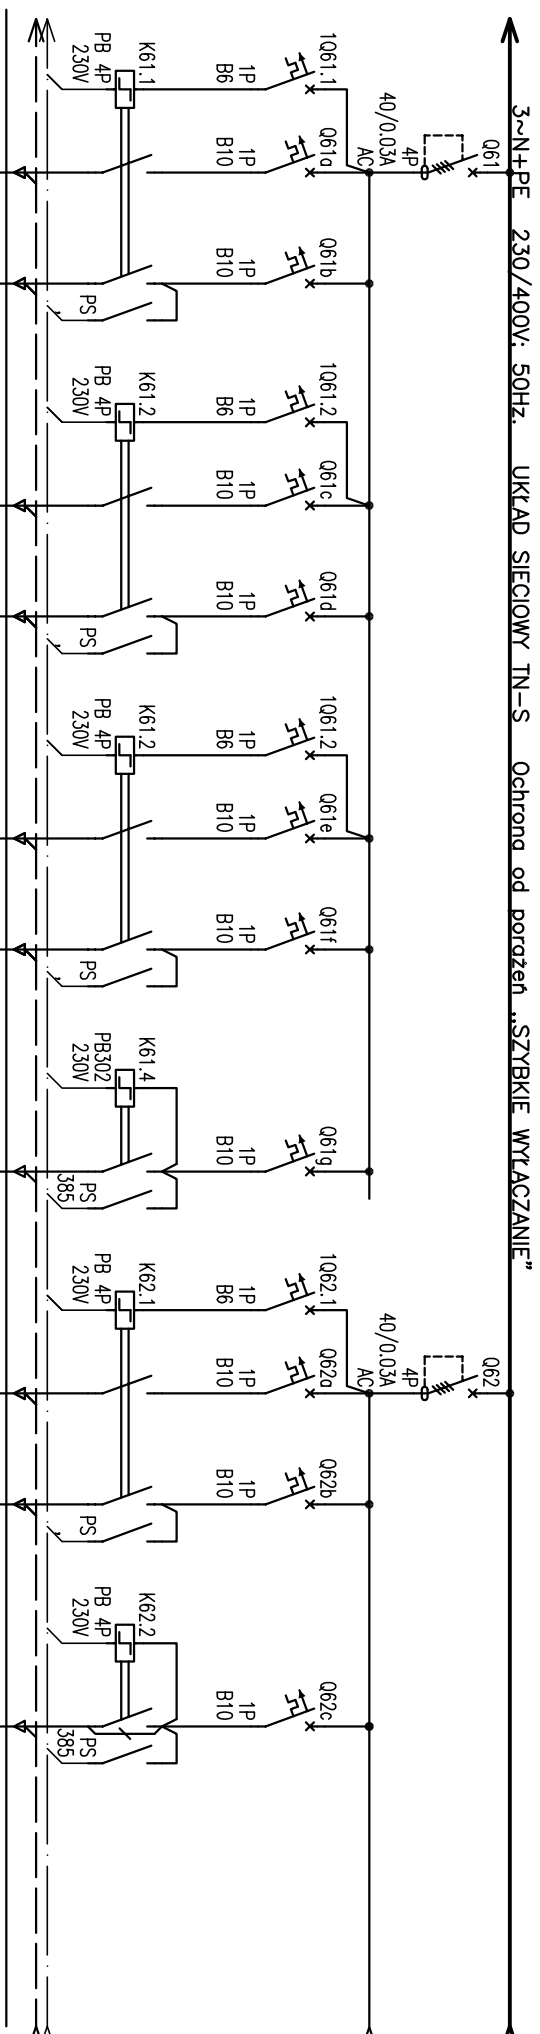 3~N+PE 230/400V; 50Hz. UKŁAD SIECIOWY TN-S Ochrona od porażeń „SZYBKIE WYŁĄCZANIE”
Q61
4P
40/0.03A
AC
Q62
4P
40/0.03A
AC
1Q61.1
1P
B6
Q61a
1P
B10
Q61b
1P
B10
1Q61.2
1P
B6
Q61c
1P
B10
Q61d
1P
B10
1Q61.2
1P
B6
Q61e
1P
B10
Q61f
1P
B10
Q61g
1P
B10
1Q62.1
1P
B6
Q62a
1P
B10
Q62b
1P
B10
Q62c
1P
B10
K61.1
PB 4P
230V
PS
K61.2
PB 4P
230V
PS
K61.2
PB 4P
230V
PS
K61.4
PB302
230V
PS
385
K62.1
PB 4P
230V
PS
K62.2
PB 4P
230V
PS
385